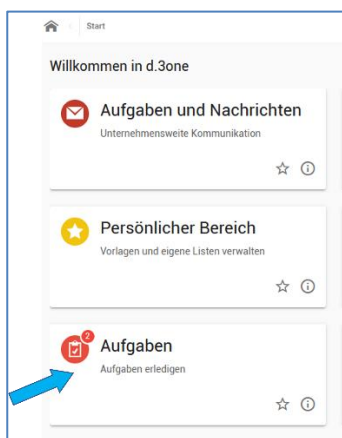 Start
Willkommen in d.3one
Aufgaben und Nachrichten
Unternehmensweite Kommunikation
Persönlicher Bereich
Vorlagen und eigene Listen verwalten
2
Aufgaben
Aufgaben erledigen